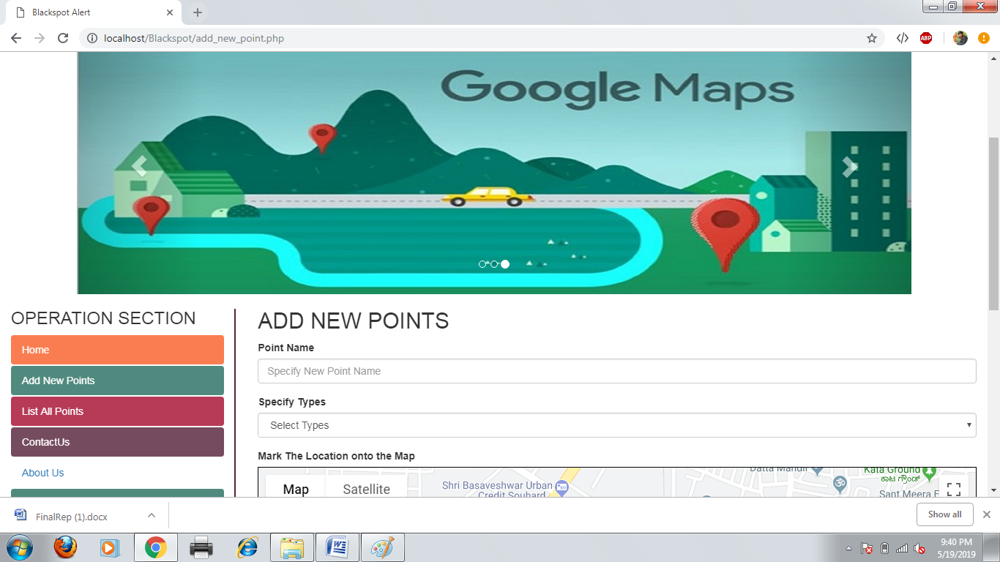 Blackspot Alert
localhost/Blackspot/add_new_point.php
ABP
Google Maps
OPERATION SECTION
Home
Add New Points
List All Points
ContactUs
About Us
ADD NEW POINTS
Point Name
Specify New Point Name
Specify Types
Select Types
Mark The Location onto the Map
Map
Satellite
Shri Basaveshwar Urban
Credit Souhard
Datta Mandir
Kata Ground
ಕಾಟ ಗ್ರೌಂಡ್
Sant Meera E
FinalRep (1).docx
Show all
9:40 PM
5/19/2019